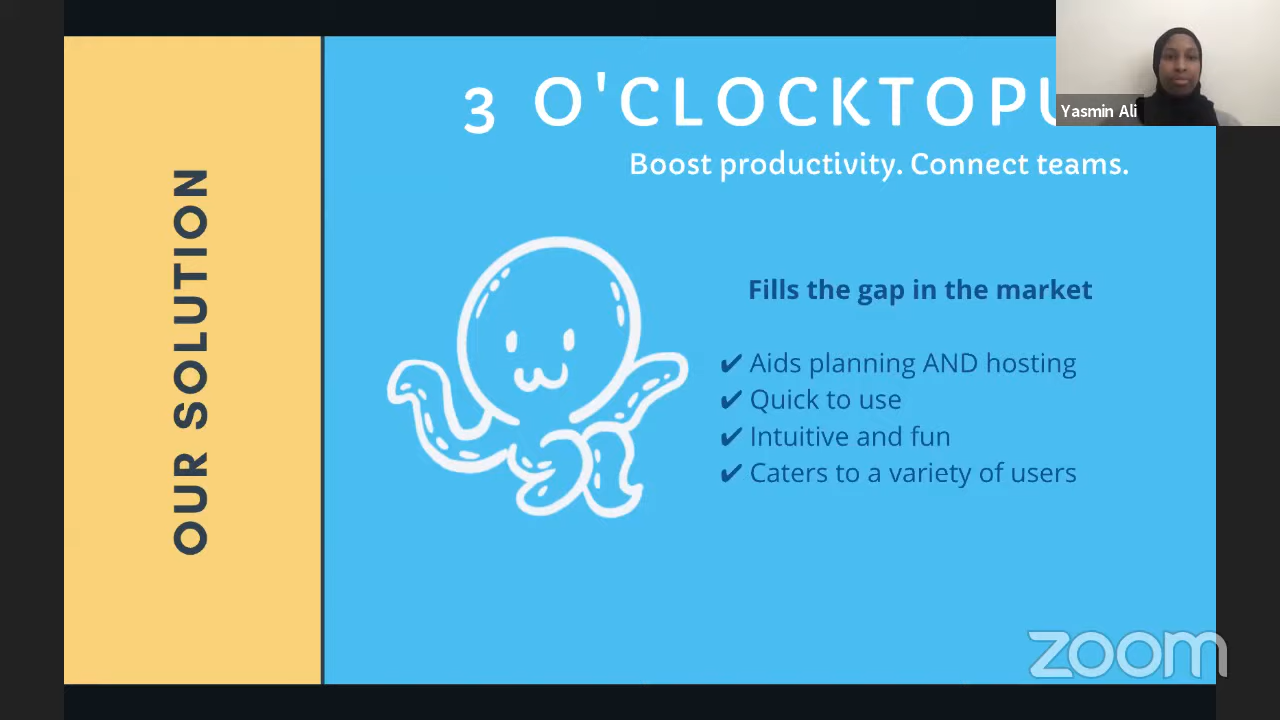 OUR SOLUTION
3 O'CLOCKTOPU
Boost productivity. Connect teams.
Fills the gap in the market
✔ Aids planning AND hosting
✔ Quick to use
✔ Intuitive and fun
✔ Caters to a variety of users
Yasmin Ali
zoom